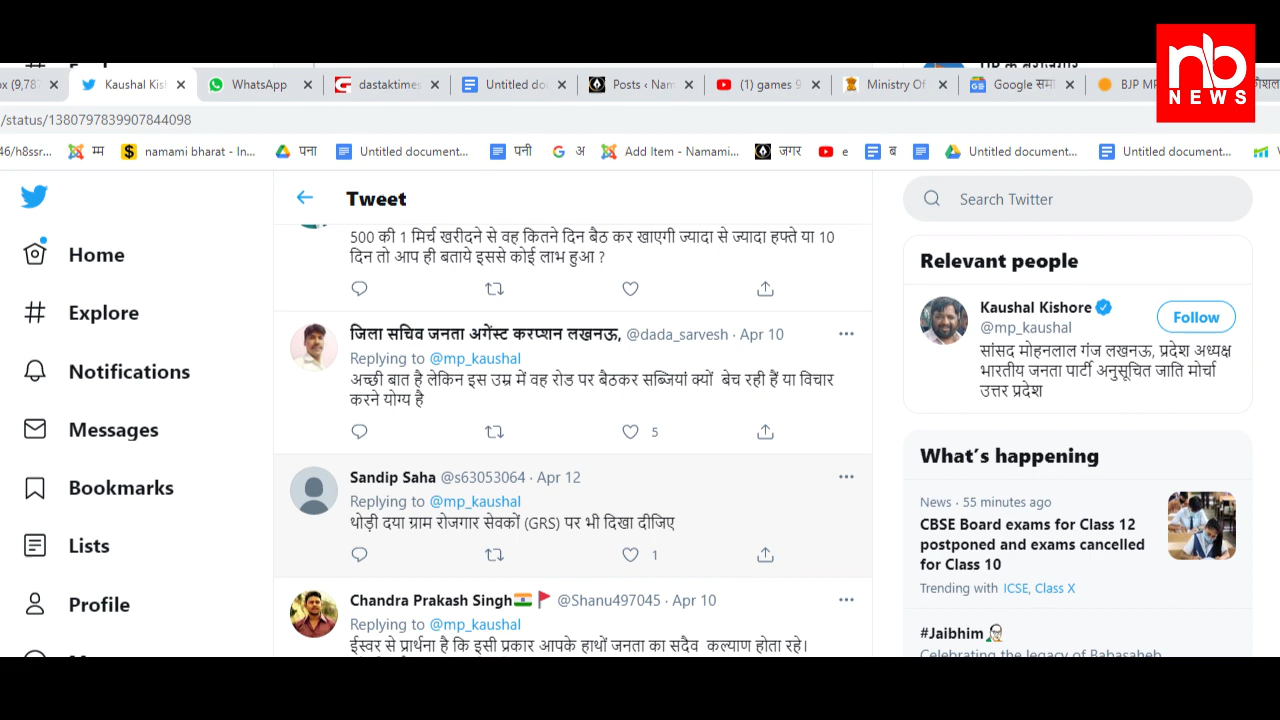 nb
NEWS
Kaushal Kis
WhatsApp
dastaktimes
Untitled do
Posts ‹ Nam
(1) games 9
Ministry Of
Google समा
BJP MP
/status/1380797839907844098
46/h8ssr...
म्म
namami bharat - In...
पना
Untitled document...
पनी
अ
Add Item - Namami...
जगर
e
ब
Untitled document...
Untitled document...
Home
Explore
Notifications
Messages
Bookmarks
Lists
Profile
Tweet
500 की 1 मिर्च खरीदने से वह कितने दिन बैठ कर खाएगी ज्यादा से ज्यादा हफ्ते या 10
दिन तो आप ही बताये इससे कोई लाभ हुआ ?
जिला सचिव जनता अगेंस्ट करप्शन लखनऊ, @dada_sarvesh · Apr 10
Replying to @mp_kaushal
अच्छी बात है लेकिन इस उम्र में वह रोड पर बैठकर सब्जियां क्यों बेच रही हैं या विचार
करने योग्य है
5
Sandip Saha @s63053064 · Apr 12
Replying to @mp_kaushal
थोड़ी दया ग्राम रोजगार सेवकों (GRS) पर भी दिखा दीजिए
1
Chandra Prakash Singh @Shanu497045 · Apr 10
Replying to @mp_kaushal
ईस्वर से प्रार्थना है कि इसी प्रकार आपके हाथों जनता का सदैव कल्याण होता रहे।
Search Twitter
Relevant people
Kaushal Kishore
@mp_kaushal
Follow
सांसद मोहनलाल गंज लखनऊ, प्रदेश अध्यक्ष
भारतीय जनता पार्टी अनुसूचित जाति मोर्चा
उत्तर प्रदेश
What's happening
News · 55 minutes ago
CBSE Board exams for Class 12
postponed and exams cancelled
for Class 10
Trending with ICSE, Class X
#Jaibhim
Celebrating the legacy of Babasaheb